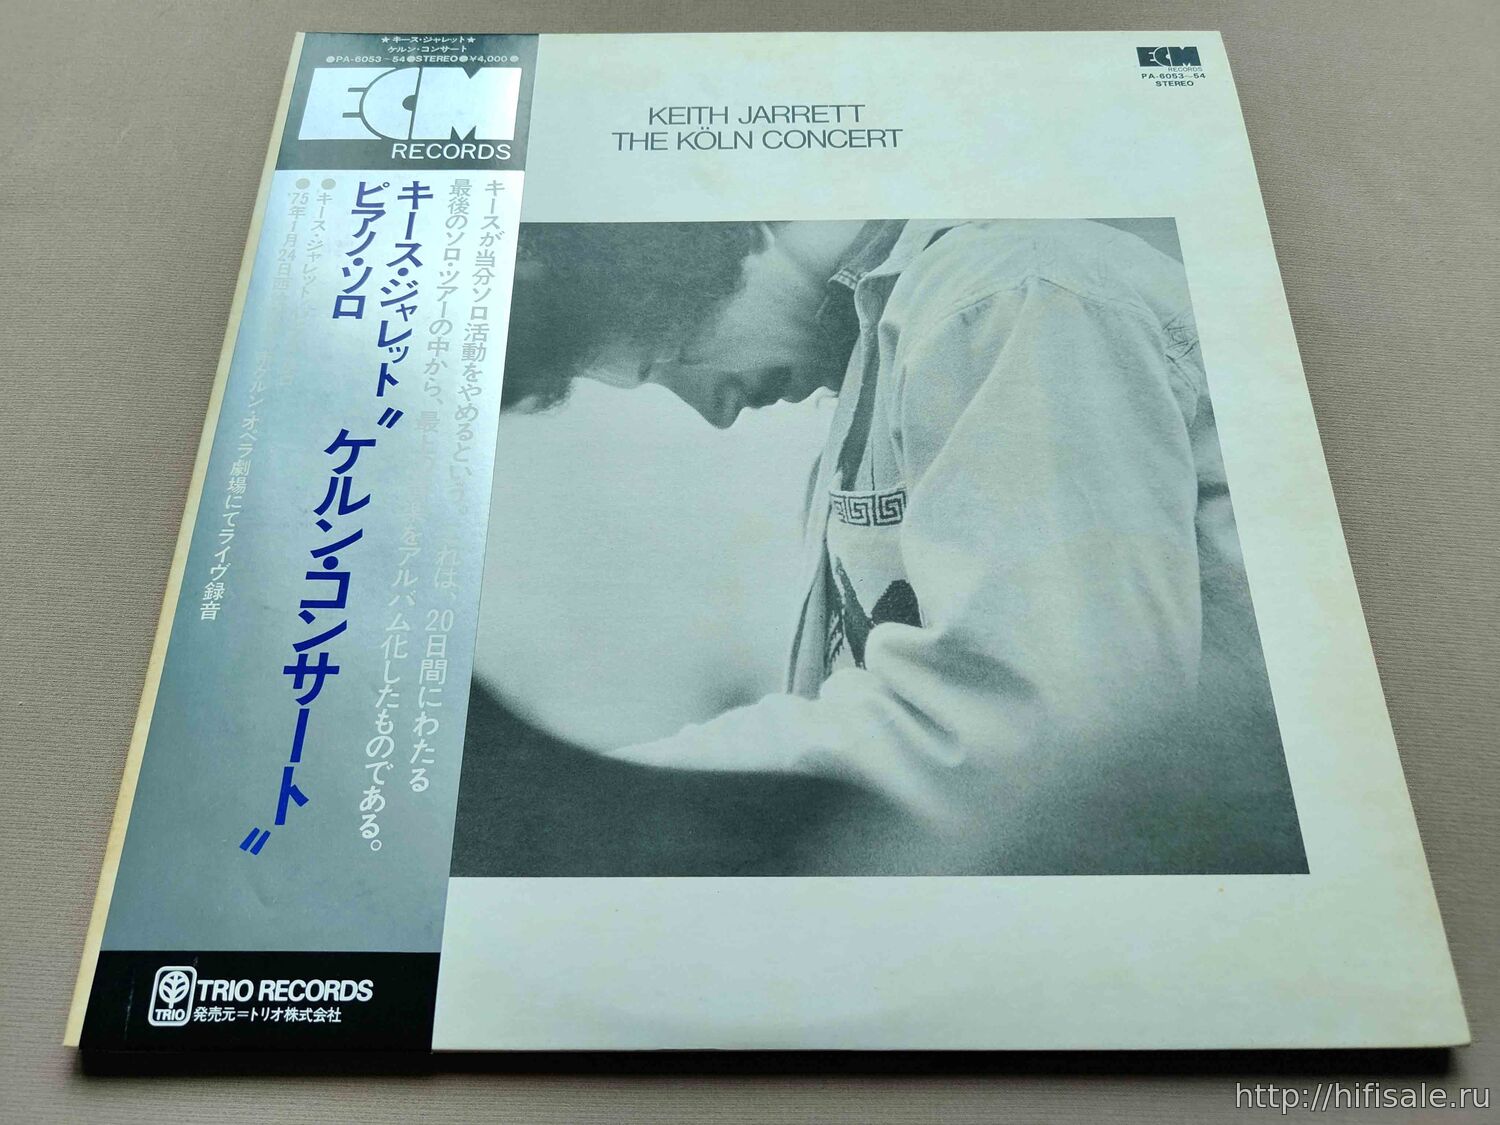 ★キース・ジャレット★
ケルン・コンサート
●PA-6053~54●STEREO●¥4,000●
ECM
RECORDS
キースが当分ソロ活動をやめるという。
最後のソロ・ツアーの中から、最上
れは、20日間にわたる
をアルバム化したものである。
キース・ジャレット〃ケルン・コンサート〃
ピアノ・ソロ
●キース・ジャレット
●'75年1月24日西
ケルン・オペラ劇場にてライヴ録音
TRIO
TRIO RECORDS
発売元=トリオ株式会社
KEITH JARRETT
THE KÖLN CONCERT
ECM
RECORDS
PA-6053~54
STEREO
http://hifisale.ru